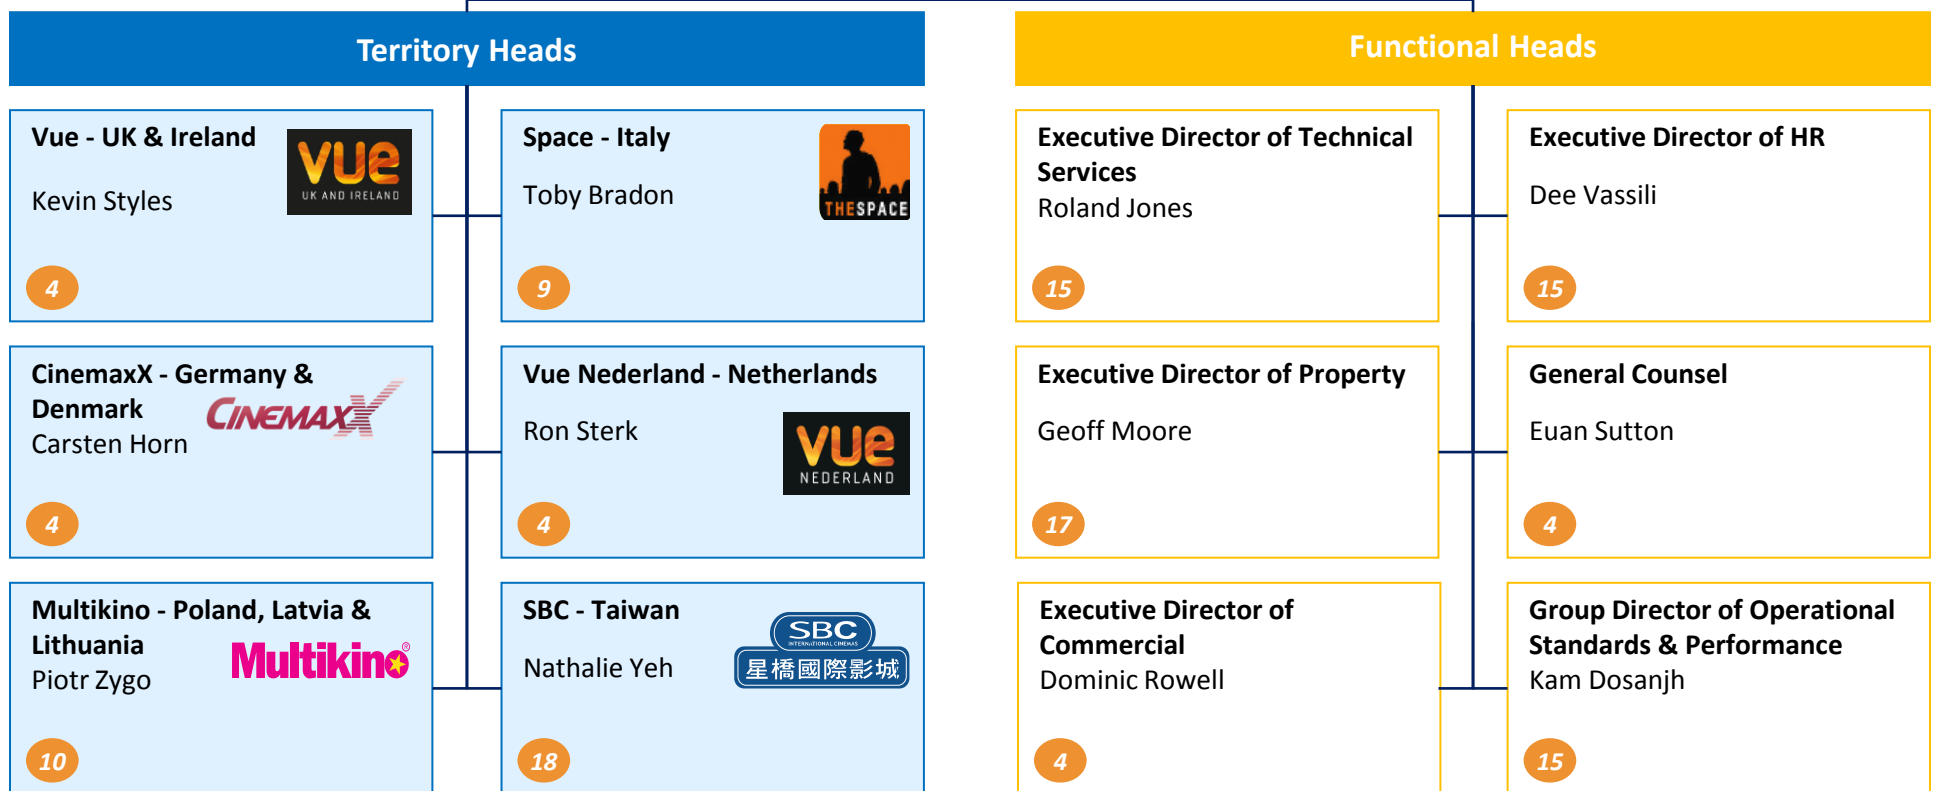 Territory Heads
Functional Heads
Vue - UK & Ireland
Kevin Styles
VUE
UK AND IRELAND
4
Space - Italy
Toby Bradon
THESPACE
9
Executive Director of Technical
Services
Roland Jones
15
Executive Director of HR
Dee Vassili
15
CinemaxX - Germany &
Denmark
Carsten Horn
CINEMAXX
4
Vue Nederland - Netherlands
Ron Sterk
VUE
NEDERLAND
4
Executive Director of Property
Geoff Moore
17
General Counsel
Euan Sutton
4
Multikino - Poland, Latvia &
Lithuania
Piotr Zygo
Multikino®
10
SBC - Taiwan
Nathalie Yeh
SBC
INTERNATIONAL CINEMAS
星橋國際影城
18
Executive Director of
Commercial
Dominic Rowell
4
Group Director of Operational
Standards & Performance
Kam Dosanjh
15